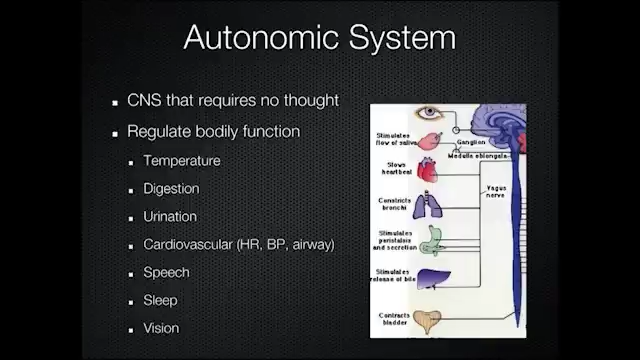 Autonomic System
CNS that requires no thought
Regulate bodily function
Temperature
Digestion
Urination
Cardiovascular (HR, BP, airway)
Speech
Sleep
Vision
Stimulates
flow of saliva
Ganglion
Medulla oblongata
Slows
heartbeat
Vagus
nerve
Constricts
bronchi
Stimulates
peristalsis
and secretion
Stimulates
release of bile
Contracts
bladder